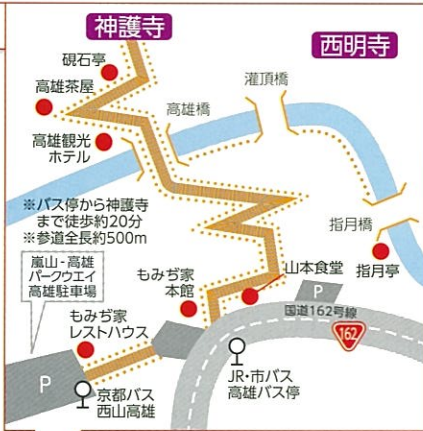 神護寺
西明寺
硯石亭
高雄茶屋
灌頂橋
高雄橋
高雄観光
ホテル
※バス停から神護寺
まで徒歩約20分
※参道全長約500m
指月橋
嵐山-高雄
パークウエイ
高雄駐車場
もみぢ家
本館
山本食堂
指月亭
P
国道162号線
162
もみぢ家
レストハウス
P
京都バス
西山高雄
JR・市バス
高雄バス停